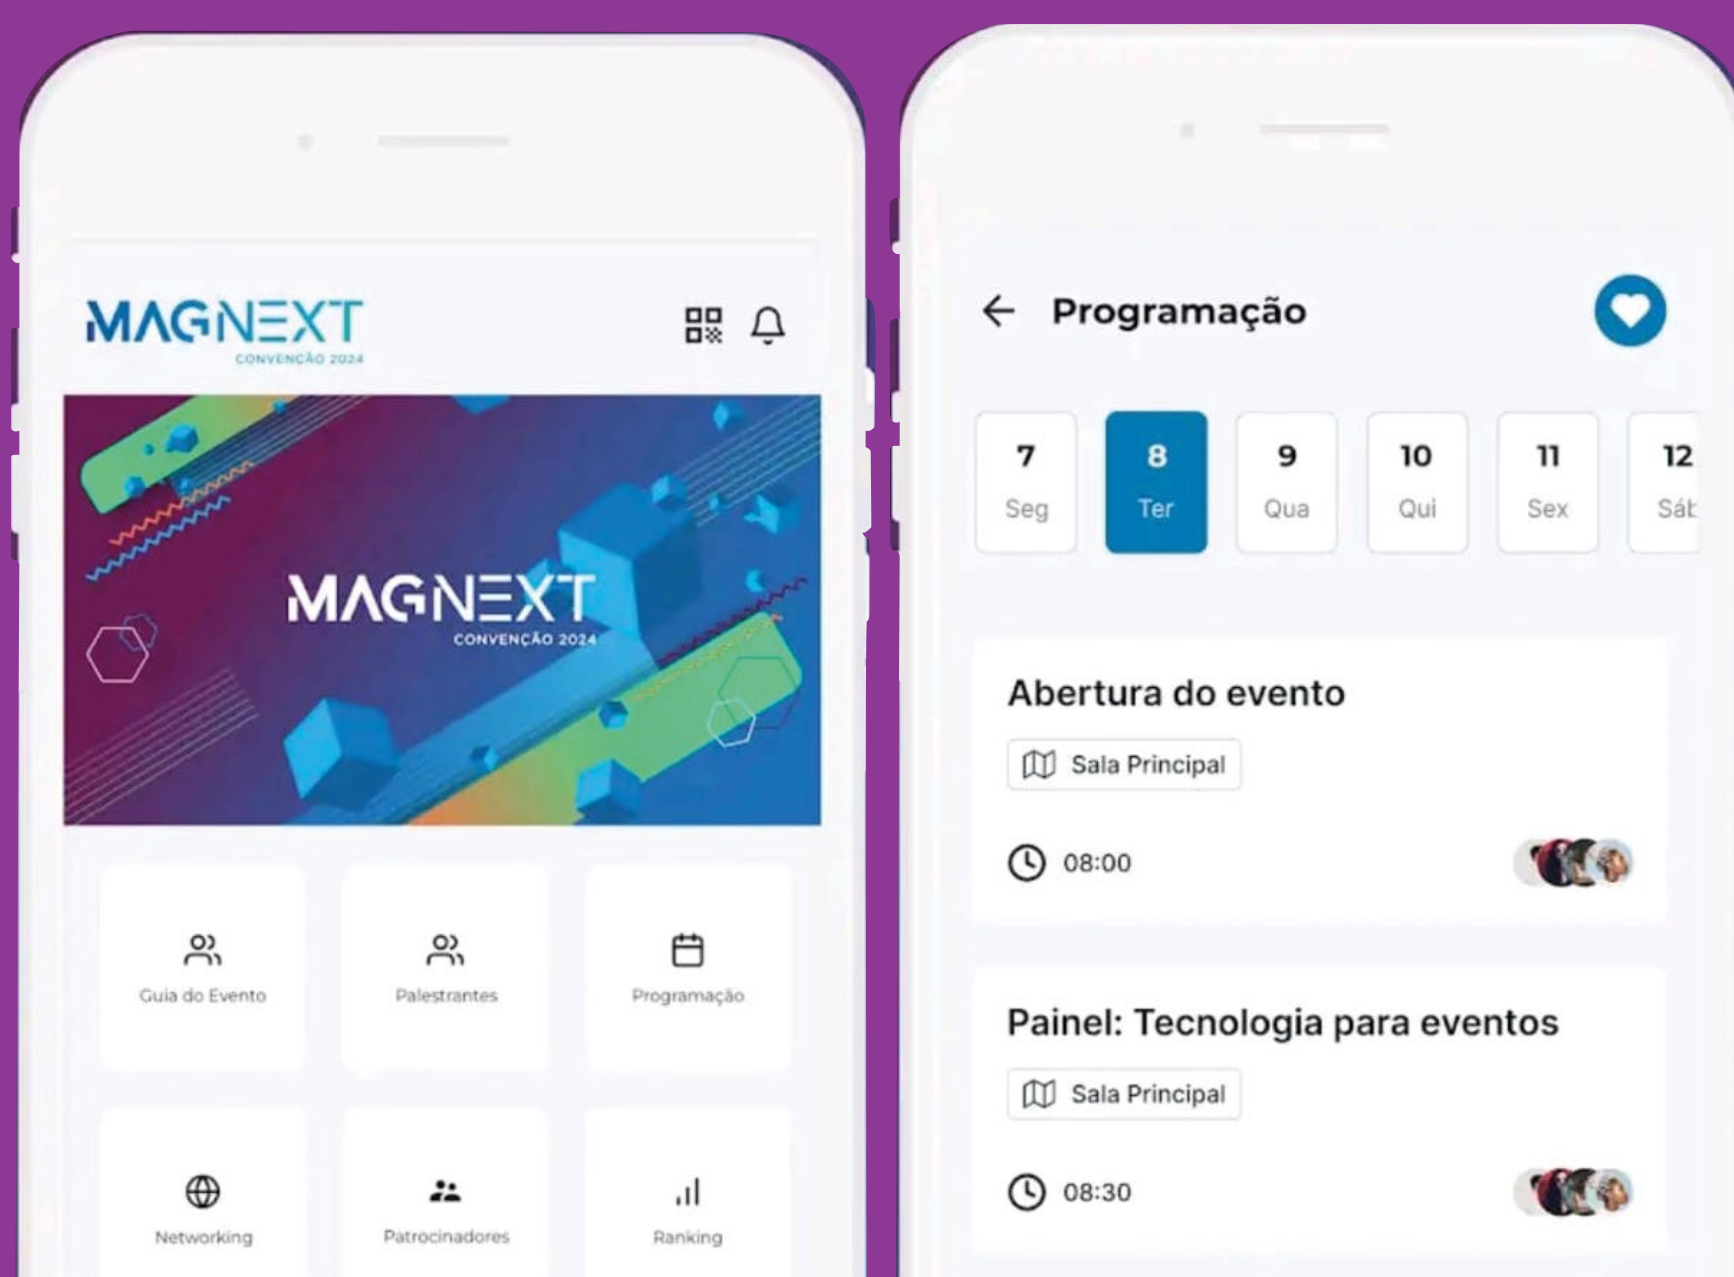 MAGNEXT
CONVENÇÃO 2024
MAGNEXT
CONVENÇÃO 2024
Guia do Evento
Palestrantes
Programação
Networking
Patrocinadores
Ranking
Programação
7
Seg
8
Ter
9
Qua
10
Qui
11
Sex
12
Sáb
Abertura do evento
Sala Principal
08:00
Painel: Tecnologia para eventos
Sala Principal
08:30